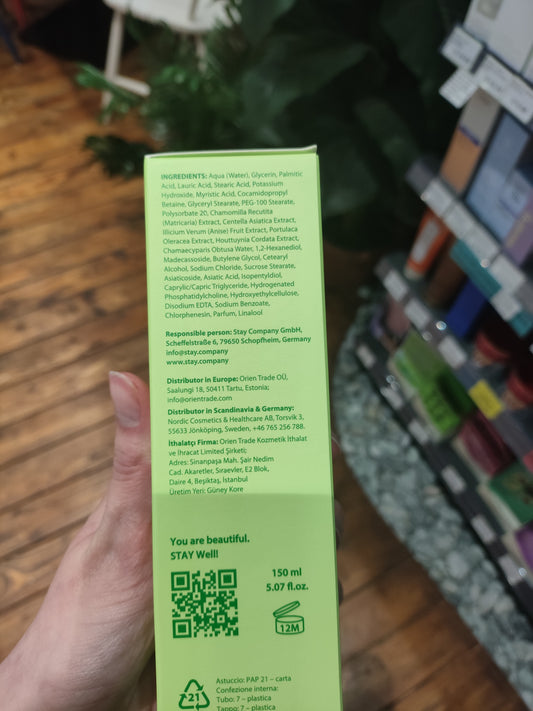 INGREDIENTS: Aqua (Water), Glycerin, Palmitic
Acid, Lauric Acid, Stearic Acid, Potassium
Hydroxide, Myristic Acid, Cocamidopropyl
Betaine, Glyceryl Stearate, PEG-100 Stearate,
Polysorbate 20, Chamomilla Recutita
(Matricaria) Extract, Centella Asiatica Extract,
Illicium Verum (Anise) Fruit Extract, Portulaca
Oleracea Extract, Houttuynia Cordata Extract,
Chamaecyparis Obtusa Water, 1,2-Hexanediol,
Madecassoside, Butylene Glycol, Cetearyl
Alcohol, Sodium Chloride, Sucrose Stearate,
Asiaticoside, Asiatic Acid, Isopentyldiol,
Caprylic/Capric Triglyceride, Hydrogenated
Phosphatidylcholine, Hydroxyethylcellulose,
Disodium EDTA, Sodium Benzoate,
Chlorphenesin, Parfum, Linalool
Responsible person: Stay Company GmbH,
Scheffelstraße 6, 79650 Schopfheim, Germany
info@stay.company
www.stay.company
Distributor in Europe: Orien Trade OÜ,
Saalungi 18, 50411 Tartu, Estonia;
info@orientrade.com
Distributor in Scandinavia & Germany:
Nordic Cosmetics & Healthcare AB, Torsvik 3,
55633 Jönköping, Sweden, +46 765 256 788.
İthalatçı Firma: Orien Trade Kozmetik İthalat
ve İhracat Limited Şirketi;
Adres: Sinanpaşa Mah. Şair Nedim
Cad. Akaretler, Sıraevler, E2 Blok,
Daire 4, Beşiktaş, İstanbul
Üretim Yeri: Güney Kore
You are beautiful.
STAY Well!
150 ml
5.07 fl.oz.
12M
21
Astuccio: PAP 21 – carta
Confezione interna:
Tubo: 7 – plastica
Tappo: 7 – plastica